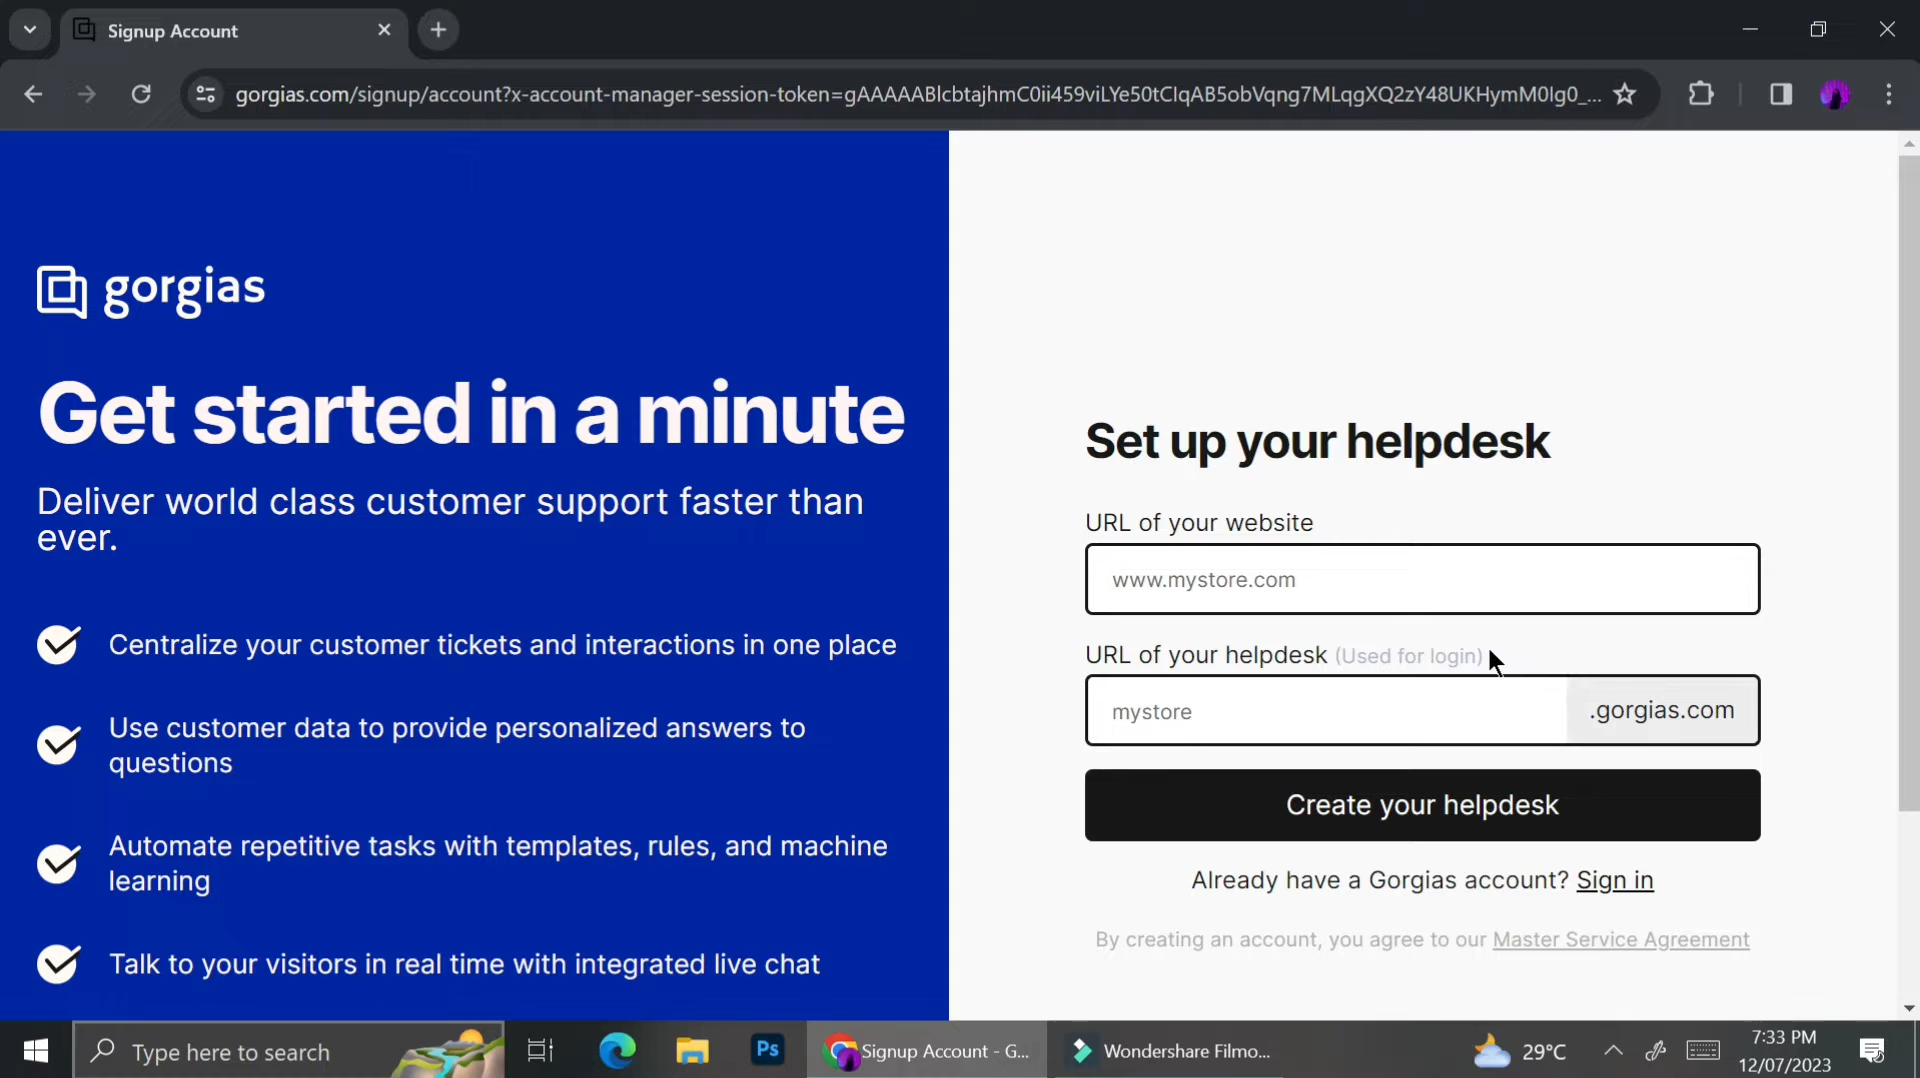 Signup Account
gorgias.com/signup/account?x-account-manager-session-token=gAAAAABlcbtajhmC0ii459viLYe50tClqAB5obVqng7MLqgXQ2zY48UKHymM0Ig0_...
gorgias
Get started in a minute
Deliver world class customer support faster than
ever.
Centralize your customer tickets and interactions in one place
Use customer data to provide personalized answers to
questions
Automate repetitive tasks with templates, rules, and machine
learning
Talk to your visitors in real time with integrated live chat
Set up your helpdesk
URL of your website
www.mystore.com
URL of your helpdesk (Used for login)
mystore .gorgias.com
Create your helpdesk
Already have a Gorgias account? Sign in
By creating an account, you agree to our Master Service Agreement
Type here to search
Ps
Signup Account - G...
Wondershare Filmo...
29°C
7:33 PM
12/07/2023